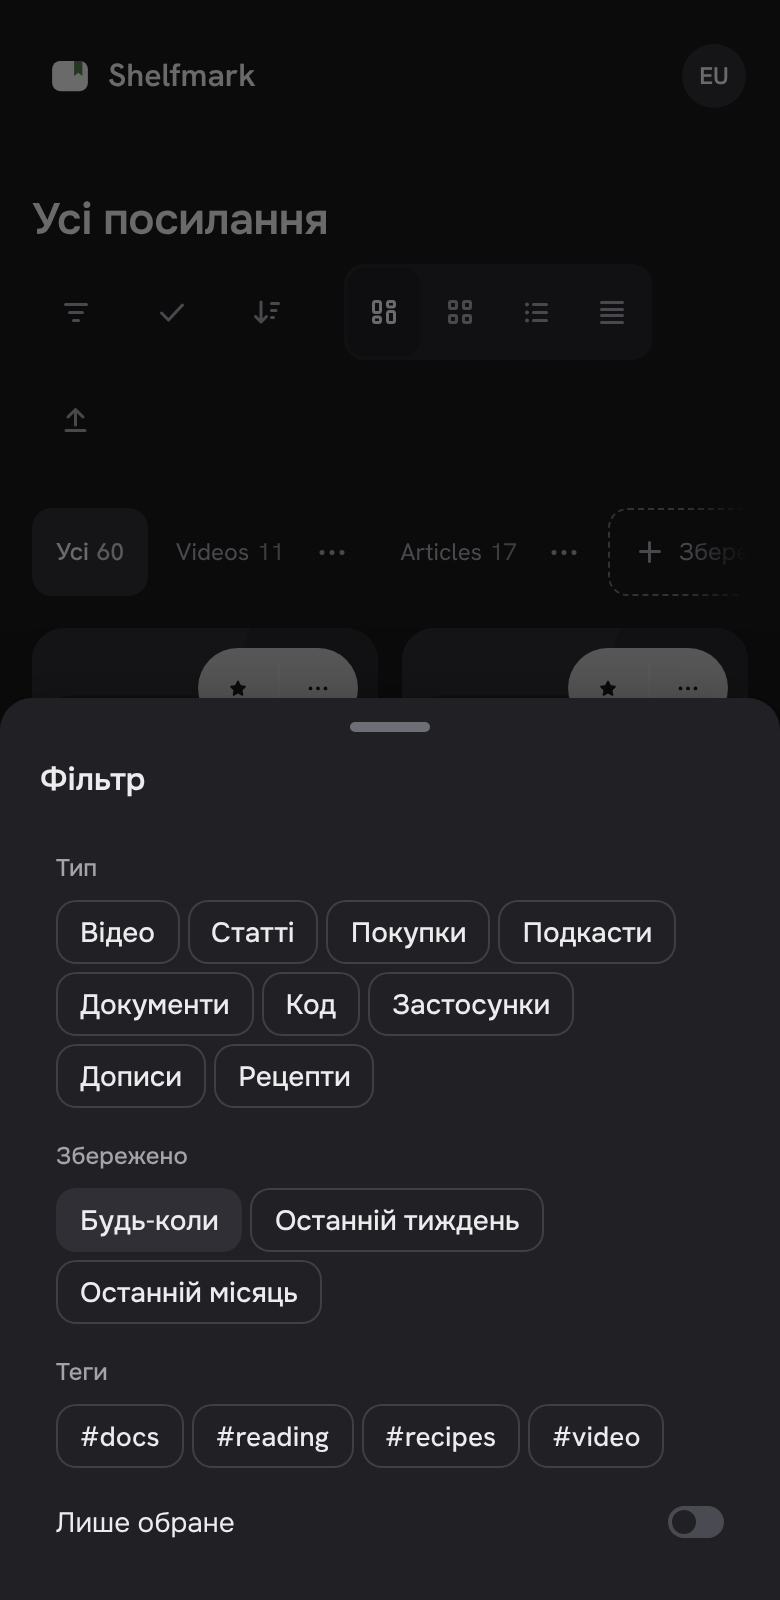 Shelfmark
EU
Усі посилання
Усі 60
Videos 11
Articles 17
Збере
Фільтр
Тип
Відео Статті Покупки Подкасти
Документи Код Застосунки
Дописи Рецепти
Збережено
Будь-коли Останній тиждень
Останній місяць
Теги
#docs #reading #recipes #video
Лише обране